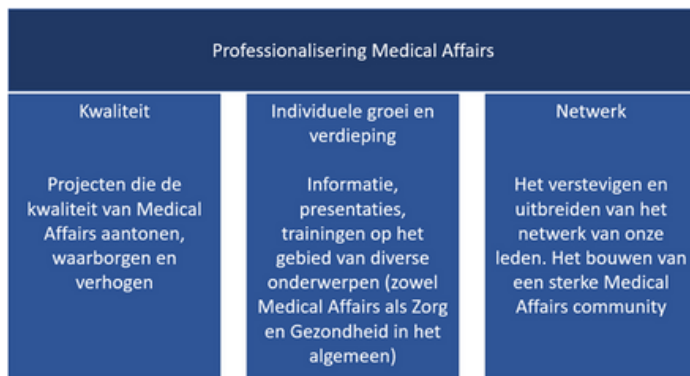 Professionalisering Medical Affairs
Kwaliteit
Projecten die de
kwaliteit van Medical
Affairs aantonen,
waarborgen en
verhogen
Individuele groei en
verdieping
Informatie,
presentaties,
trainingen op het
gebied van diverse
onderwerpen (zowel
Medical Affairs als Zorg
en Gezondheid in het
algemeen)
Netwerk
Het verstevigen en
uitbreiden van het
netwerk van onze
leden. Het bouwen van
een sterke Medical
Affairs community